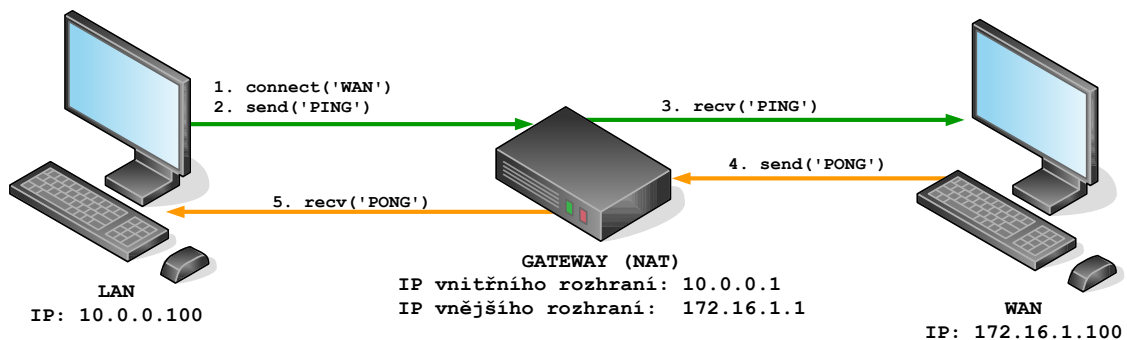 1. connect('WAN')
2. send('PING')
3. recv('PING')
4. send('PONG')
5. recv('PONG')
GATEWAY (NAT)
IP vnitřního rozhraní: 10.0.0.1
IP vnějšího rozhraní: 172.16.1.1
LAN
IP: 10.0.0.100
WAN
IP: 172.16.1.100